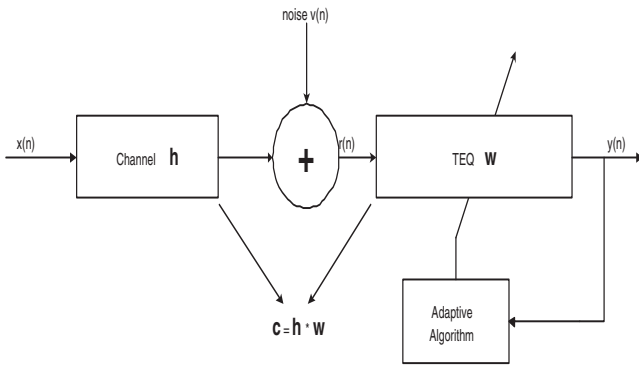 noise v(n)
x(n)
Channel h
+
r(n)
TEQ w
y(n)
c = h * w
Adaptive
Algorithm